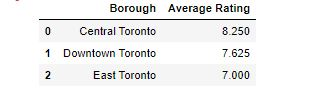 Borough Average Rating
0 Central Toronto 8.250
1 Downtown Toronto 7.625
2 East Toronto 7.000